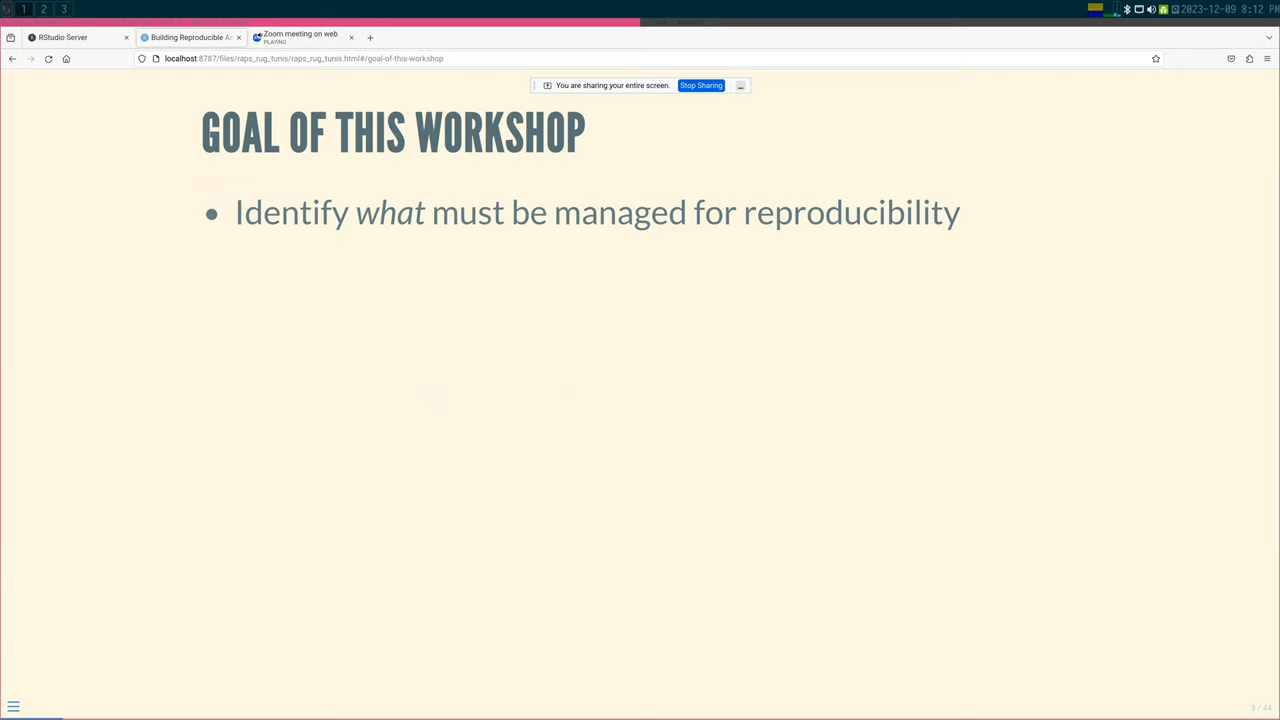 1 2 3
2023-12-09 8:12 PM
RStudio Server
Building Reproducible An
Zoom meeting on web
PLAYING
localhost:8787/files/raps_rug_tunis/raps_rug_tunis.html#/goal-of-this-workshop
You are sharing your entire screen. Stop Sharing
GOAL OF THIS WORKSHOP
• Identify what must be managed for reproducibility
3 / 44